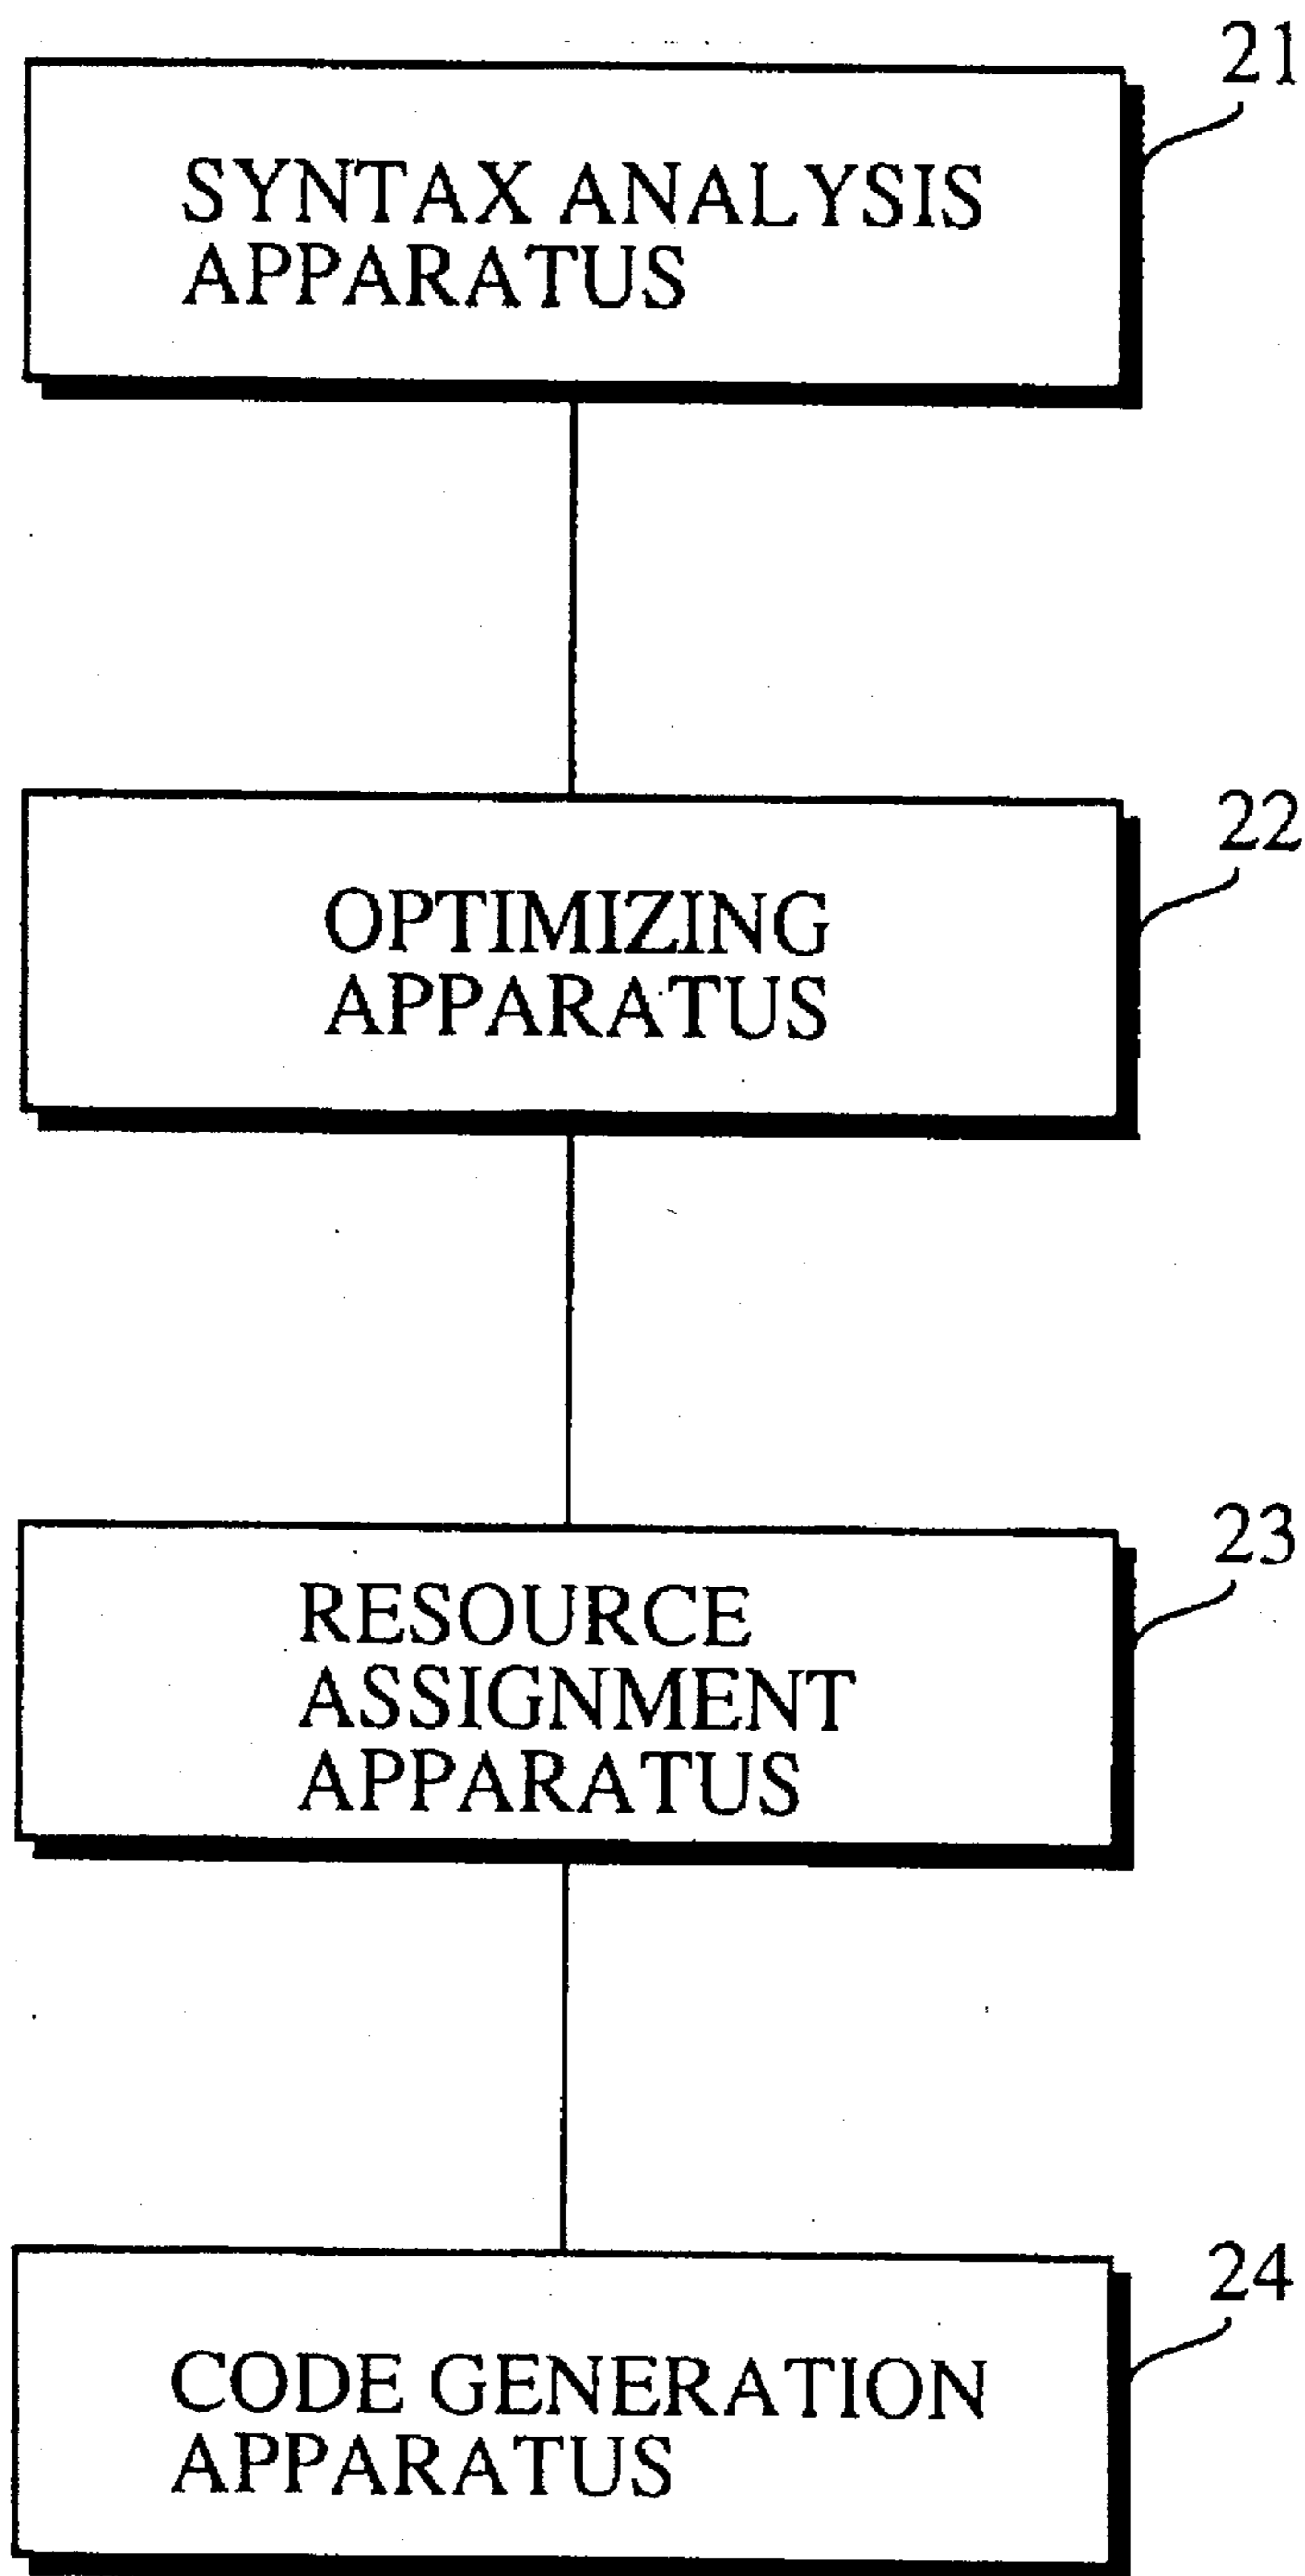 21
SYNTAX ANALYSIS
APPARATUS
22
OPTIMIZING
APPARATUS
23
RESOURCE
ASSIGNMENT
APPARATUS
24
CODE GENERATION
APPARATUS